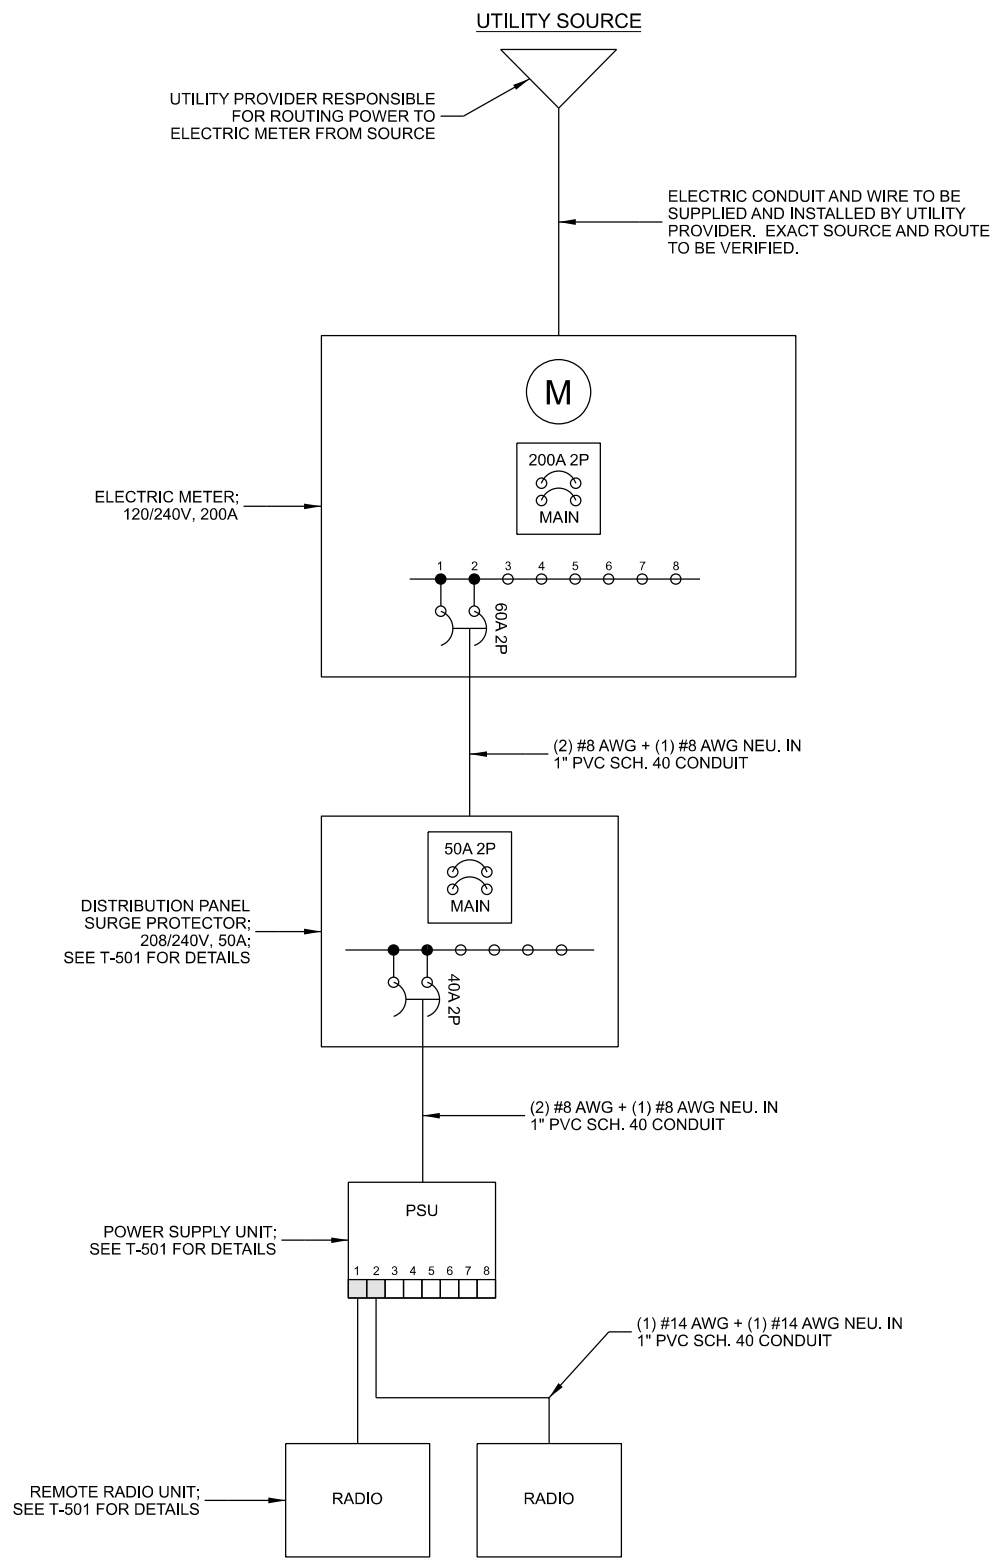 UTILITY SOURCE
UTILITY PROVIDER RESPONSIBLE
FOR ROUTING POWER TO
ELECTRIC METER FROM SOURCE
ELECTRIC CONDUIT AND WIRE TO BE
SUPPLIED AND INSTALLED BY UTILITY
PROVIDER. EXACT SOURCE AND ROUTE
TO BE VERIFIED.
M
200A 2P
MAIN
ELECTRIC METER;
120/240V, 200A
1 2 3 4 5 6 7 8
60A 2P
(2) #8 AWG + (1) #8 AWG NEU. IN
1" PVC SCH. 40 CONDUIT
50A 2P
MAIN
DISTRIBUTION PANEL
SURGE PROTECTOR;
208/240V, 50A;
SEE T-501 FOR DETAILS
40A 2P
(2) #8 AWG + (1) #8 AWG NEU. IN
1" PVC SCH. 40 CONDUIT
PSU
POWER SUPPLY UNIT;
SEE T-501 FOR DETAILS
1 2 3 4 5 6 7 8
(1) #14 AWG + (1) #14 AWG NEU. IN
1" PVC SCH. 40 CONDUIT
REMOTE RADIO UNIT;
SEE T-501 FOR DETAILS
RADIO
RADIO